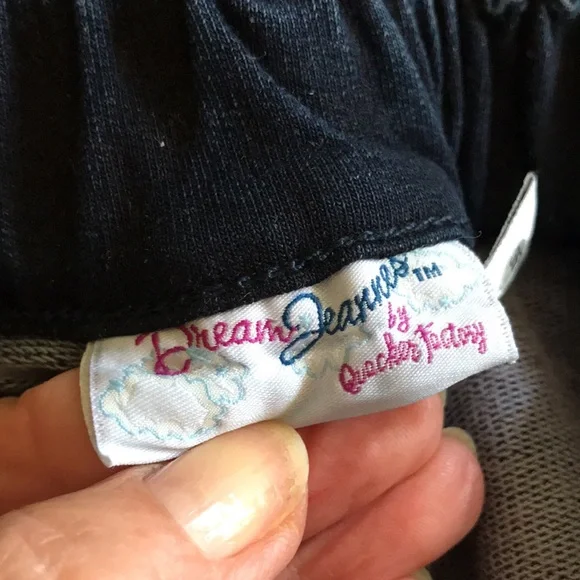 Dream Jeannes™
by
Quacker Factory